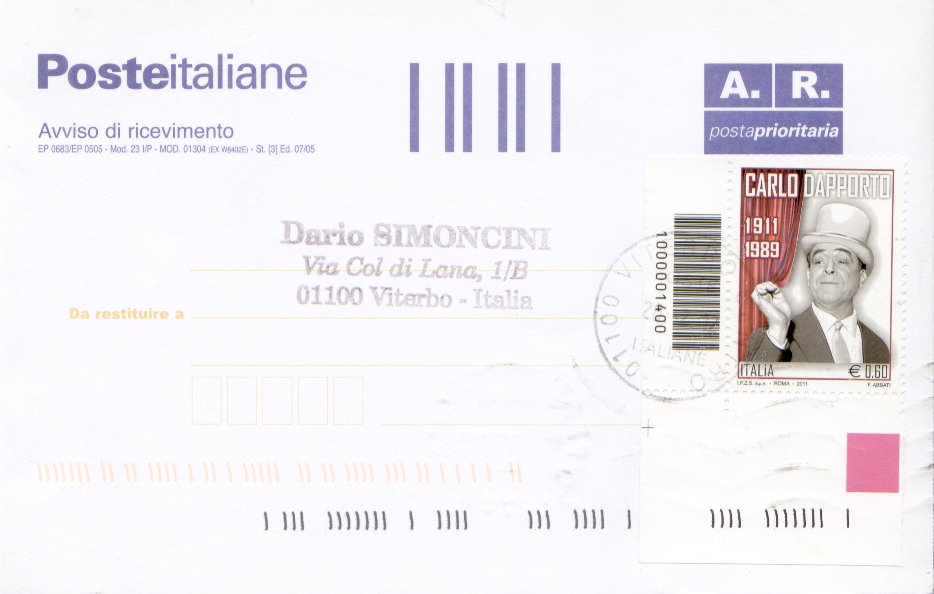 Posteitaliane
Avviso di ricevimento
EP 0683/EP 0505 - Mod. 23 I/P - MOD. 01304 (EX W8402E) - St. [3] Ed. 07/05
A. R.
postaprioritaria
Dario SIMONCINI
Via Col di Lana, 1/B
01100 Viterbo - Italia
Da restituire a
1000001400
CARLO DAPPORTO
1911
1989
ITALIA € 0.60
I.P.Z.S. S.p.A. - ROMA - 2011 F. ABBATI
01100
ITALIANE